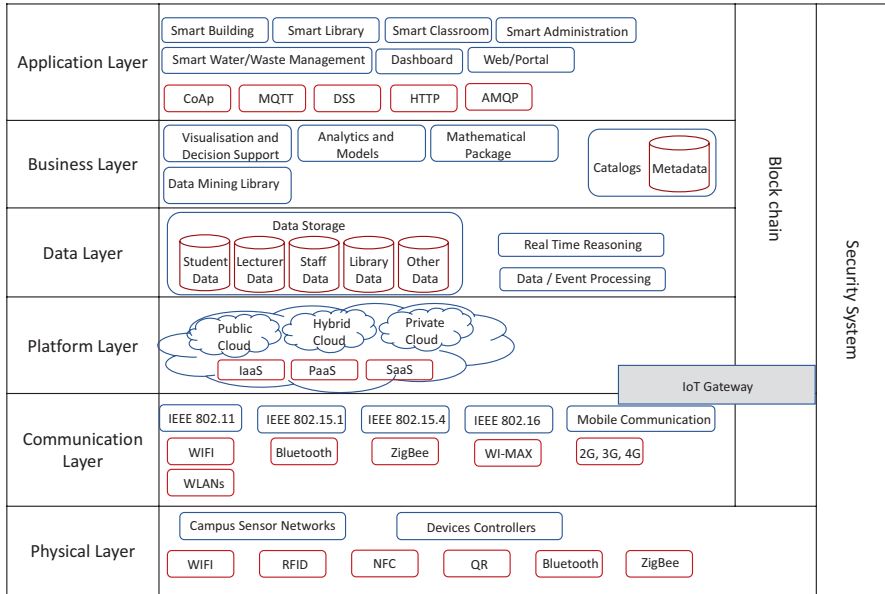 Application Layer
Smart Building
Smart Library
Smart Classroom
Smart Administration
Smart Water/Waste Management
Dashboard
Web/Portal
CoAp
MQTT
DSS
HTTP
AMQP
Business Layer
Visualisation and
Decision Support
Analytics and
Models
Mathematical
Package
Data Mining Library
Catalogs
Metadata
Data Layer
Data Storage
Student
Data
Lecturer
Data
Staff
Data
Library
Data
Other
Data
Real Time Reasoning
Data / Event Processing
Platform Layer
Public
Cloud
Hybrid
Cloud
Private
Cloud
IaaS
PaaS
SaaS
IoT Gateway
Communication
Layer
IEEE 802.11
IEEE 802.15.1
IEEE 802.15.4
IEEE 802.16
Mobile Communication
WIFI
Bluetooth
ZigBee
WI-MAX
2G, 3G, 4G
WLANs
Physical Layer
Campus Sensor Networks
Devices Controllers
WIFI
RFID
NFC
QR
Bluetooth
ZigBee
Block chain
Security System